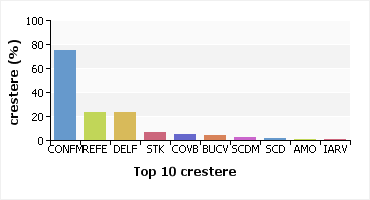 100
80
60
40
20
0
crestere (%)
CONFM REFE DELF STK COVB BUCV SCDM SCD AMO IARV
Top 10 crestere